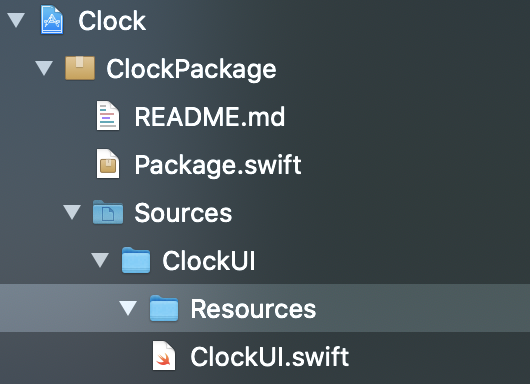 Clock
ClockPackage
README.md
Package.swift
Sources
ClockUI
Resources
ClockUI.swift